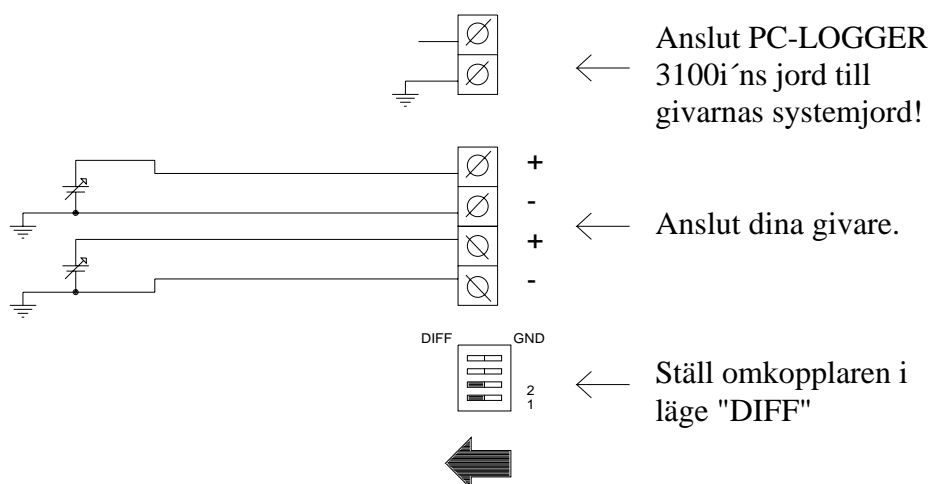 Anslut PC-LOGGER
3100i´ns jord till
givarnas systemjord!
+
-
Anslut dina givare.
+
-
DIFF GND
2
1
Ställ omkopplaren i
läge "DIFF"